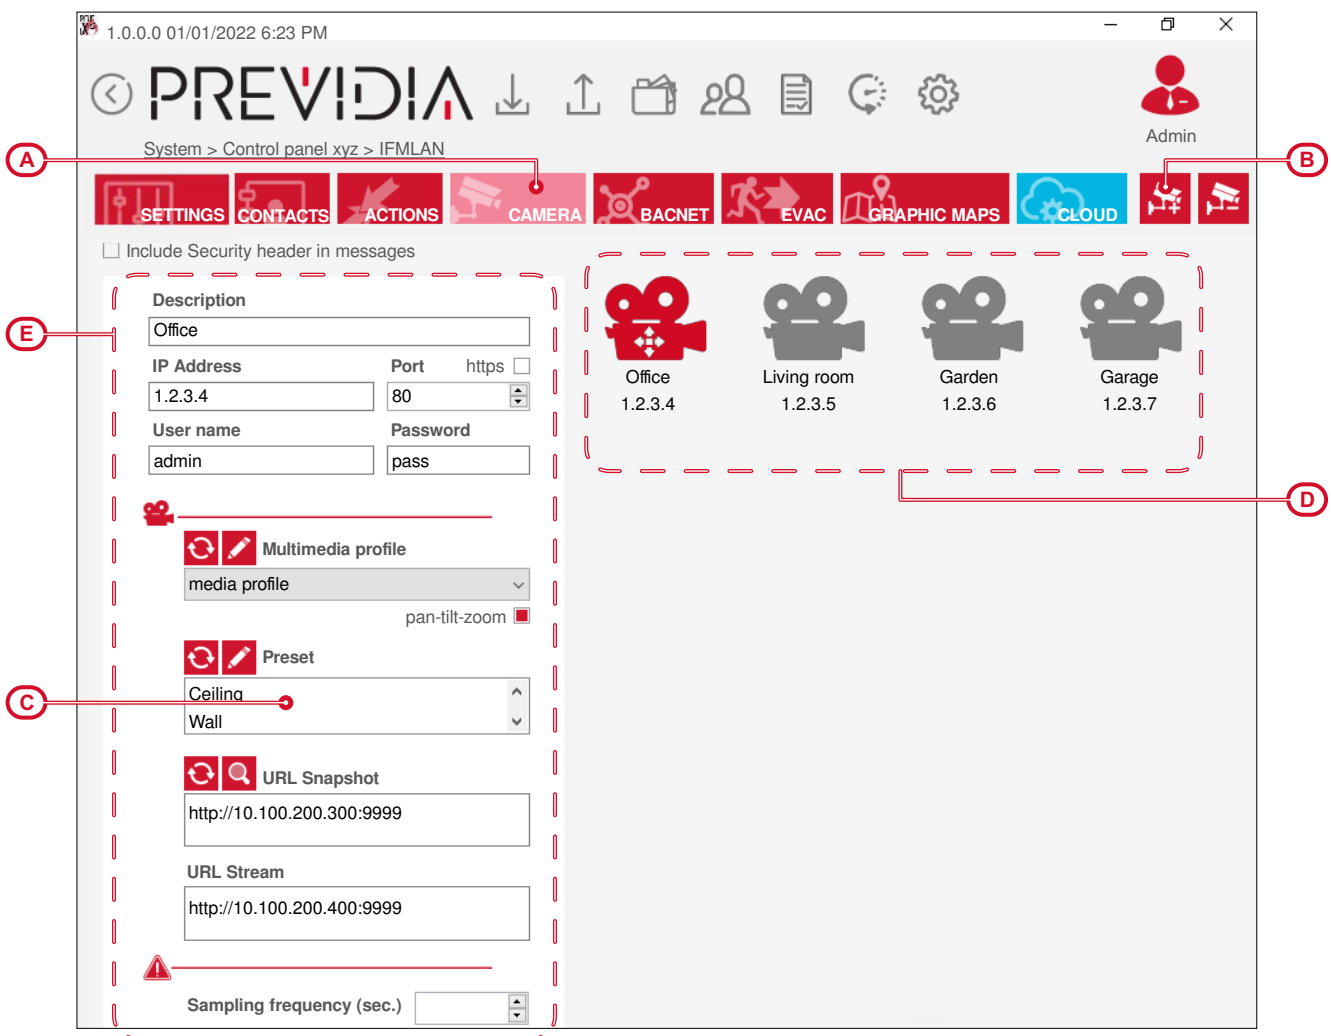 1.0.0.0 01/01/2022 6:23 PM
PREVIDIA
Admin
System > Control panel xyz > IFMLAN
A
B
SETTINGS CONTACTS ACTIONS CAMERA BACNET EVAC GRAPHIC MAPS CLOUD
Include Security header in messages
Description
Office
E
IP Address Port https
1.2.3.4 80
User name Password
admin pass
Office Living room Garden Garage
1.2.3.4 1.2.3.5 1.2.3.6 1.2.3.7
D
Multimedia profile
media profile
pan-tilt-zoom
Preset
Ceiling
C
Wall
URL Snapshot
http://10.100.200.300:9999
URL Stream
http://10.100.200.400:9999
Sampling frequency (sec.)